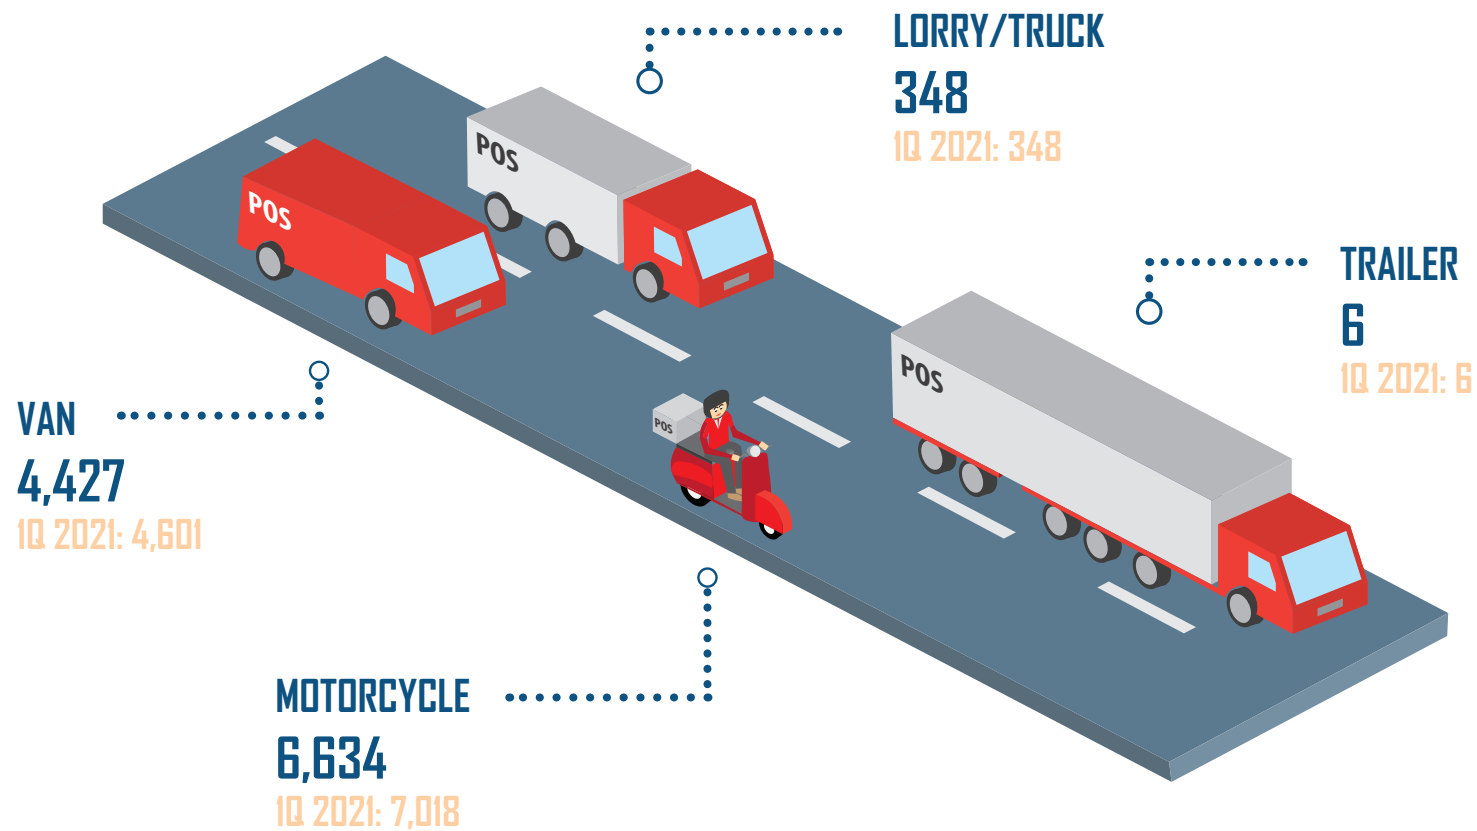 LORRY/TRUCK
348
1Q 2021: 348
POS
POS
TRAILER
6
1Q 2021: 6
POS
VAN
4,427
1Q 2021: 4,601
POS
MOTORCYCLE
6,634
1Q 2021: 7,018